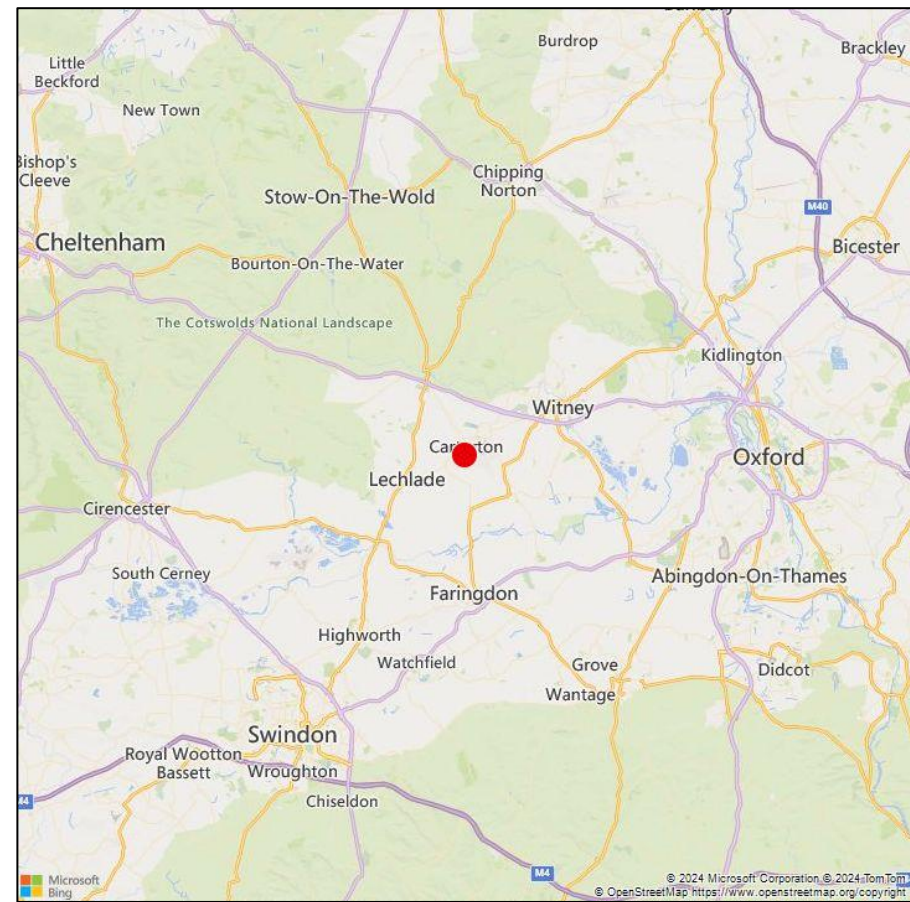 Burdrop
Brackley
Little
Beckford
New Town
Bishop's
Cleeve
Chipping
Norton
Stow-On-The-Wold
M40
Cheltenham
Bicester
Bourton-On-The-Water
The Cotswolds National Landscape
Kidlington
Witney
Oxford
Lechlade
Cirencester
South Cerney
Abingdon-On-Thames
Faringdon
Highworth
Watchfield
Grove
Didcot
Wantage
Swindon
Royal Wootton
Bassett
Wroughton
Chiseldon
M4
M4
Microsoft
Bing
© 2024 Microsoft Corporation © 2024 TomTom
© OpenStreetMap https://www.openstreetmap.org/copyright